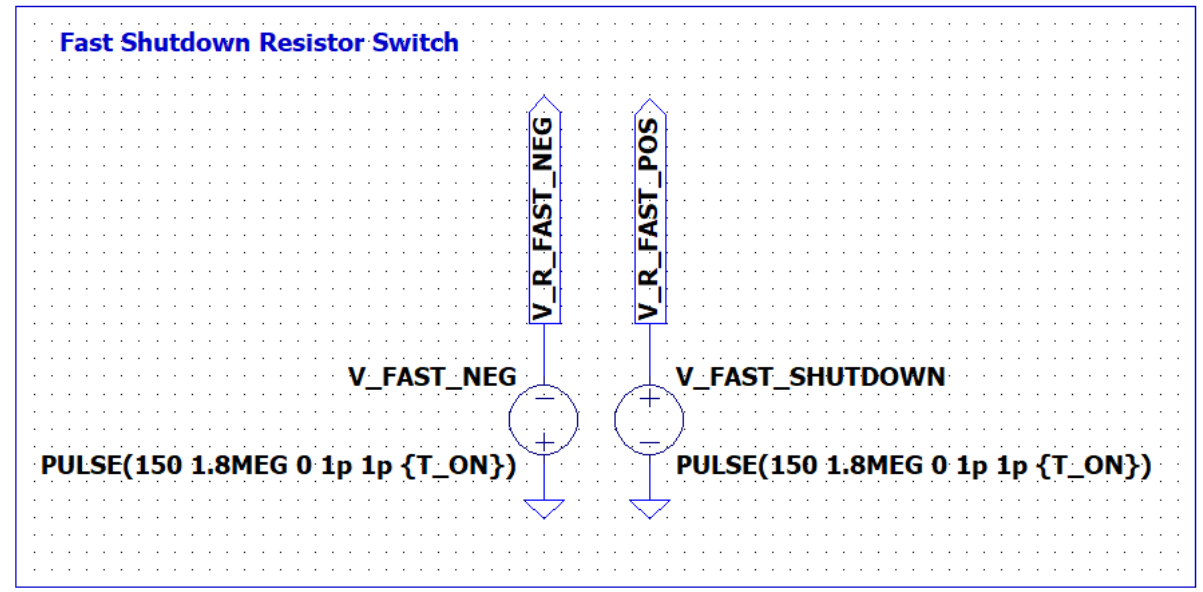 Fast Shutdown Resistor Switch
V_R_FAST_NEG
V_R_FAST_POS
V_FAST_NEG
V_FAST_SHUTDOWN
PULSE(150 1.8MEG 0 1p 1p {T_ON})
PULSE(150 1.8MEG 0 1p 1p {T_ON})